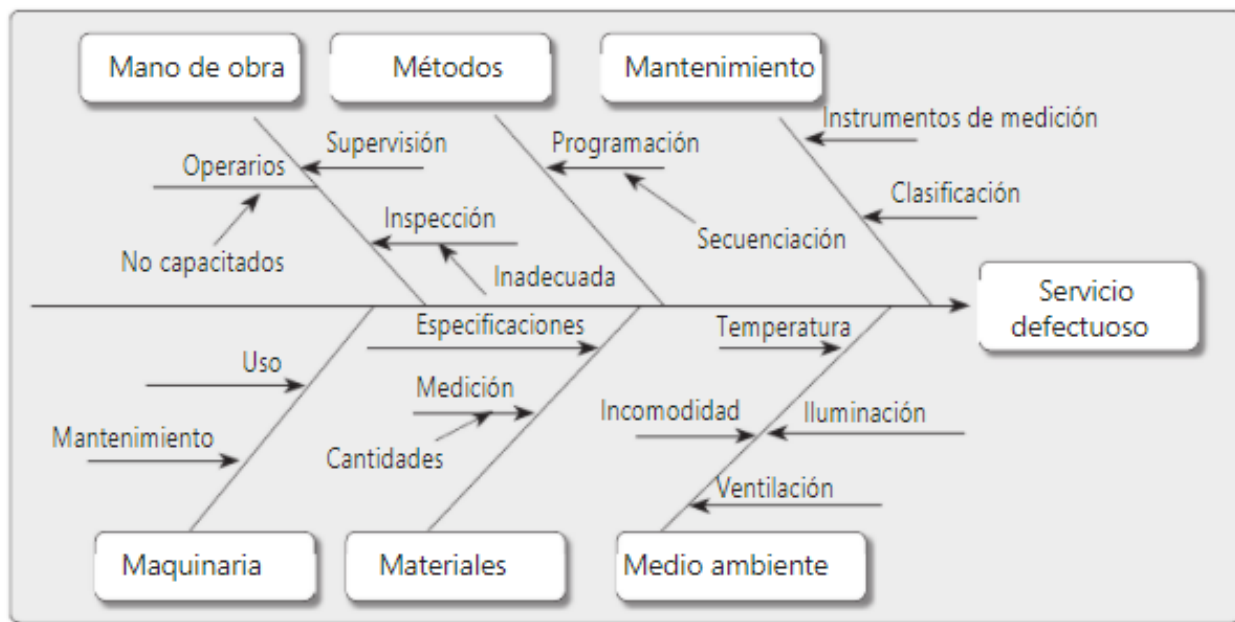 Mano de obra
Métodos
Mantenimiento
Instrumentos de medición
Supervisión
Programación
Operarios
Clasificación
Inspección
Secuenciación
No capacitados
Inadecuada
Servicio
defectuoso
Especificaciones
Temperatura
Uso
Medición
Incomodidad
Iluminación
Mantenimiento
Cantidades
Ventilación
Maquinaria
Materiales
Medio ambiente